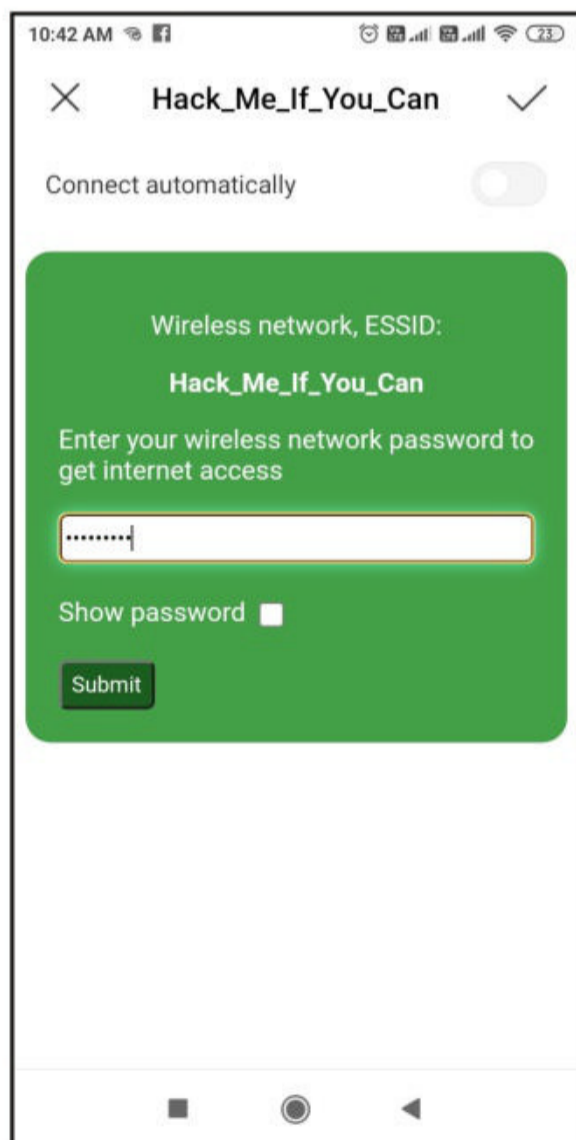 10:42 AM
23
Hack_Me_If_You_Can
Connect automatically
Wireless network, ESSID:
Hack_Me_If_You_Can
Enter your wireless network password to
get internet access
•••••••••
Show password
Submit